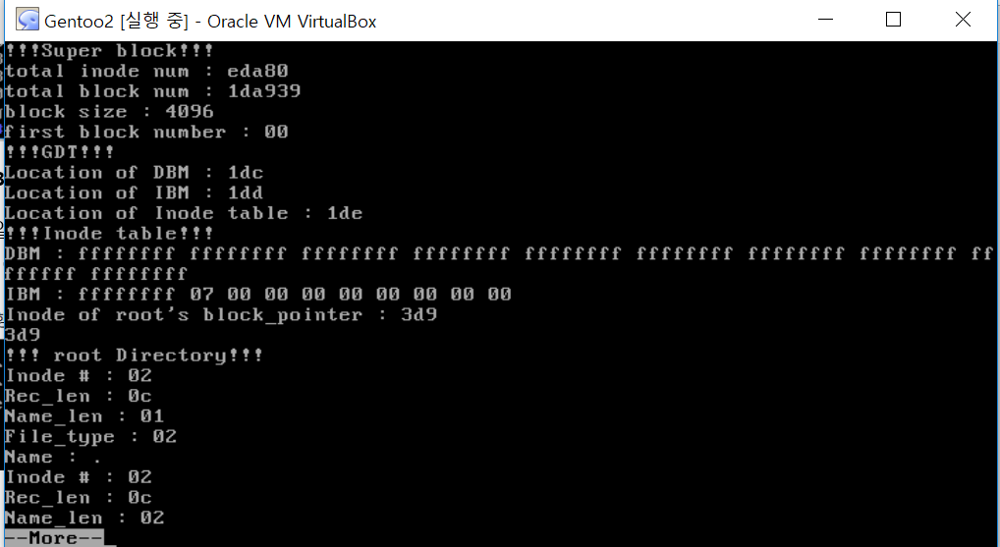 Gentoo2 [실행 중] - Oracle VM VirtualBox
!!!Super block!!!
total inode num : eda80
total block num : 1da939
block size : 4096
first block number : 00
!!!GDT!!!
Location of DBM : 1dc
Location of IBM : 1dd
Location of Inode table : 1de
!!!Inode table!!!
DBM : ffffffff ffffffff ffffffff ffffffff ffffffff ffffffff ffffffff ffffffff ff
ffffff ffffffff
IBM : ffffffff 07 00 00 00 00 00 00 00 00
Inode of root's block_pointer : 3d9
3d9
!!! root Directory!!!
Inode # : 02
Rec_len : 0c
Name_len : 01
File_type : 02
Name : .
Inode # : 02
Rec_len : 0c
Name_len : 02
--More--